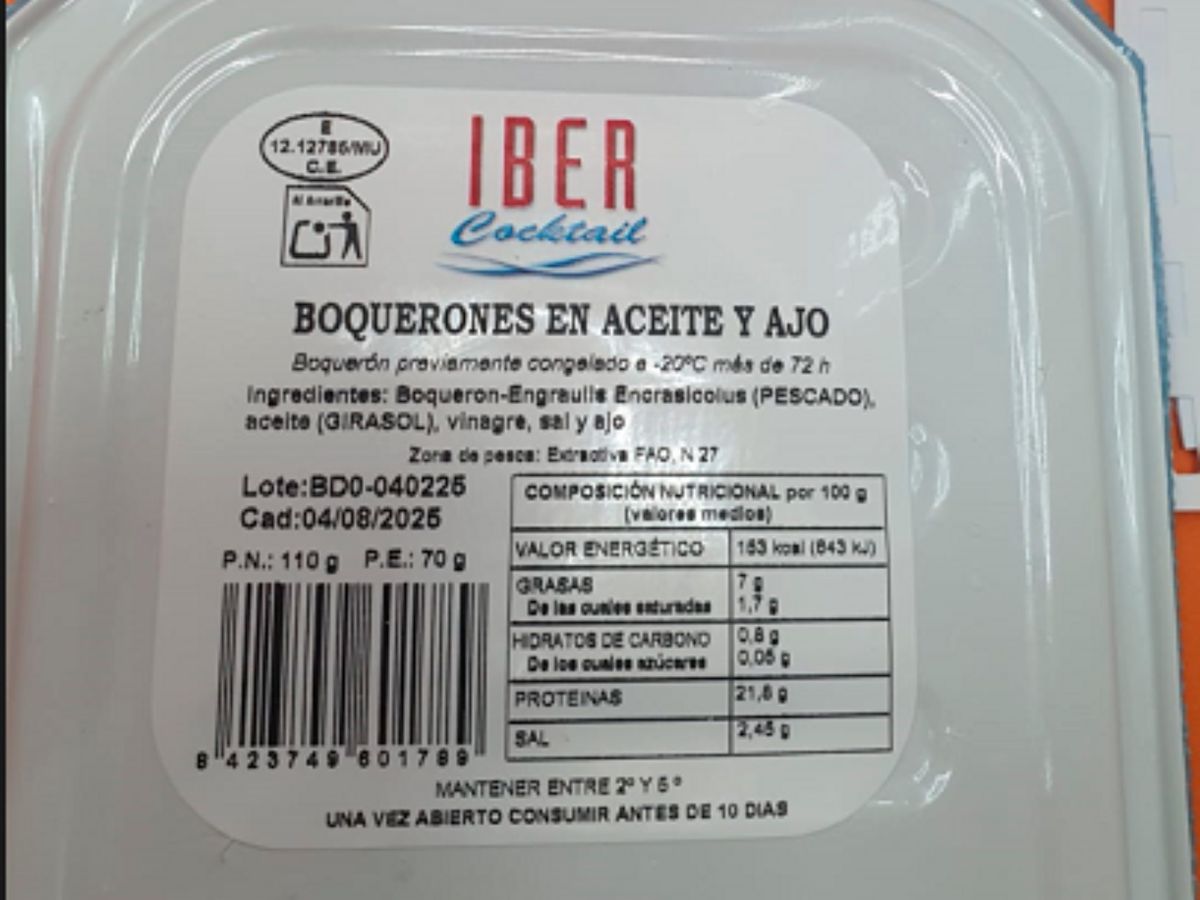 E
12.12786/MU
C.E.
Al Amarillo
IBER
Cocktail
BOQUERONES EN ACEITE Y AJO
Boquerón previamente congelado a -20ºC más de 72 h
Ingredientes: Boqueron-Engraulis Encrasicolus (PESCADO),
aceite (GIRASOL), vinagre, sal y ajo
Zona de pesca: Extractiva FAO, N 27
Lote:BD0-040225
Cad:04/08/2025
P.N.: 110 g P.E.: 70 g
COMPOSICIÓN NUTRICIONAL por 100 g
(valores medios)
VALOR ENERGÉTICO 153 kcal (643 kJ)
GRASAS 7 g
De las cuales saturadas 1,7 g
HIDRATOS DE CARBONO 0,8 g
De los cuales azúcares 0,05 g
PROTEINAS 21,8 g
SAL 2,45 g
8 423749 601789
MANTENER ENTRE 2º Y 5º
UNA VEZ ABIERTO CONSUMIR ANTES DE 10 DIAS